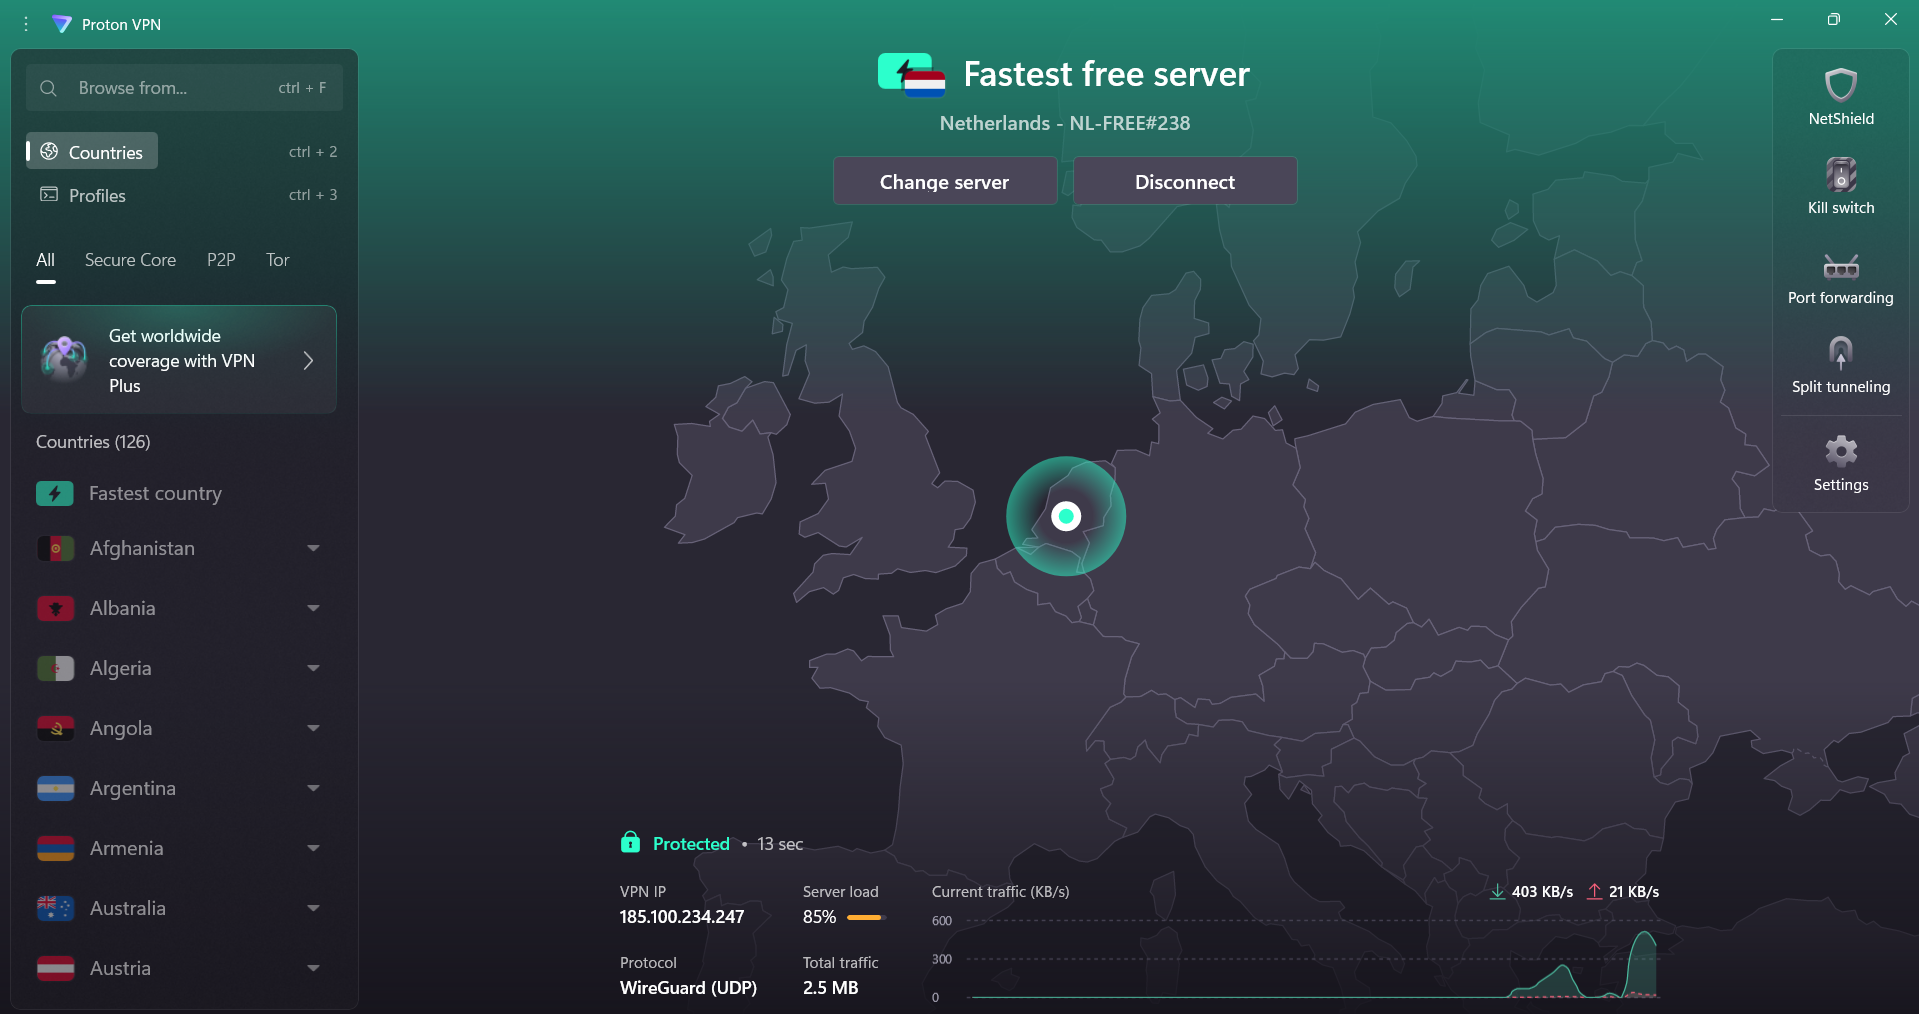 Proton VPN
Browse from...
ctrl + F
Countries
ctrl + 2
Profiles
ctrl + 3
All
Secure Core
P2P
Tor
Get worldwide
coverage with VPN
Plus
Countries (126)
Fastest country
Afghanistan
Albania
Algeria
Angola
Argentina
Armenia
Australia
Austria
Fastest free server
Netherlands - NL-FREE#238
Change server
Disconnect
Protected • 13 sec
VPN IP
185.100.234.247
Server load
85%
Protocol
WireGuard (UDP)
Total traffic
2.5 MB
Current traffic (KB/s)
403 KB/s
21 KB/s
600
300
0
NetShield
Kill switch
Port forwarding
Split tunneling
Settings